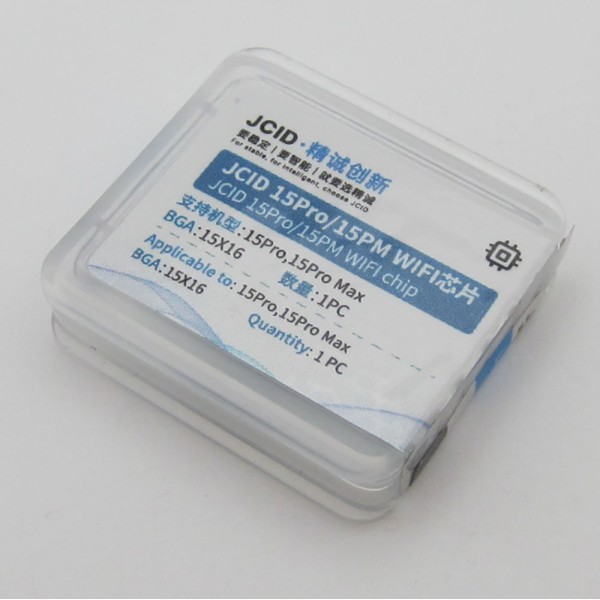 JCID · 精诚创新
更稳定 | 更智能 | 就要选精诚
For stable, for intelligent, choose JCID
JCID 15Pro/15PM WIFI芯片
JCID 15Pro/15PM WIFI chip
支持机型:15Pro,15Pro Max
BGA:15X16 数量:1PC
Applicable to: 15Pro,15Pro Max
BGA:15X16 Quantity: 1 PC